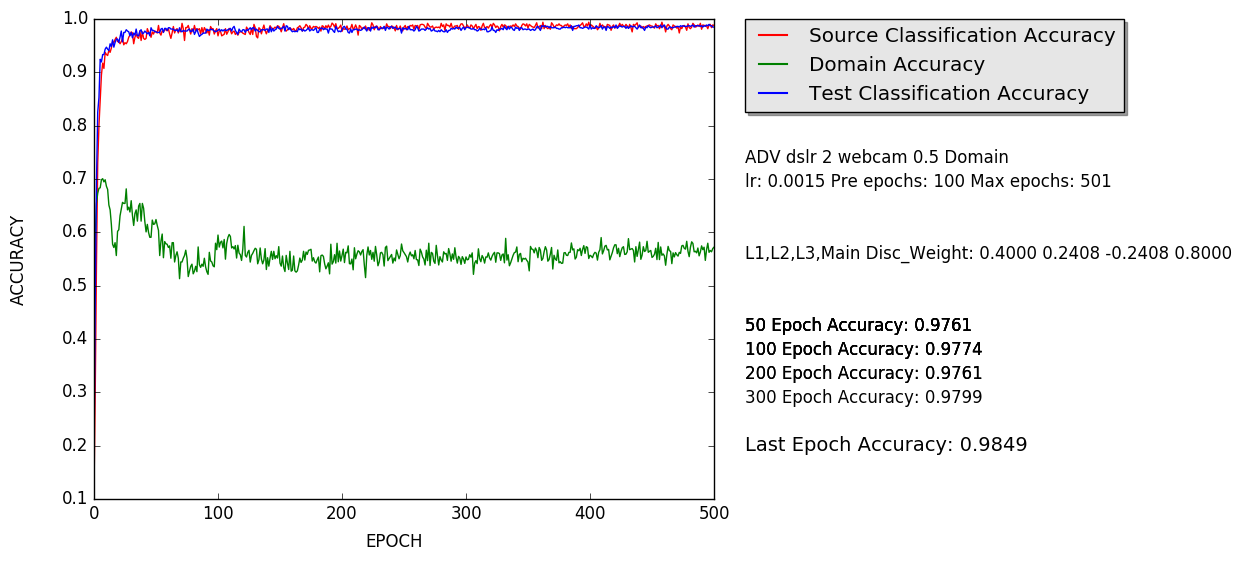 1.0
0.9
0.8
0.7
0.6
0.5
0.4
0.3
0.2
0.1
0 100 200 300 400 500
ACCURACY
EPOCH
Source Classification Accuracy
Domain Accuracy
Test Classification Accuracy
ADV dslr 2 webcam 0.5 Domain
lr: 0.0015 Pre epochs: 100 Max epochs: 501
L1,L2,L3,Main Disc_Weight: 0.4000 0.2408 -0.2408 0.8000
50 Epoch Accuracy: 0.9761
100 Epoch Accuracy: 0.9774
200 Epoch Accuracy: 0.9761
300 Epoch Accuracy: 0.9799
Last Epoch Accuracy: 0.9849